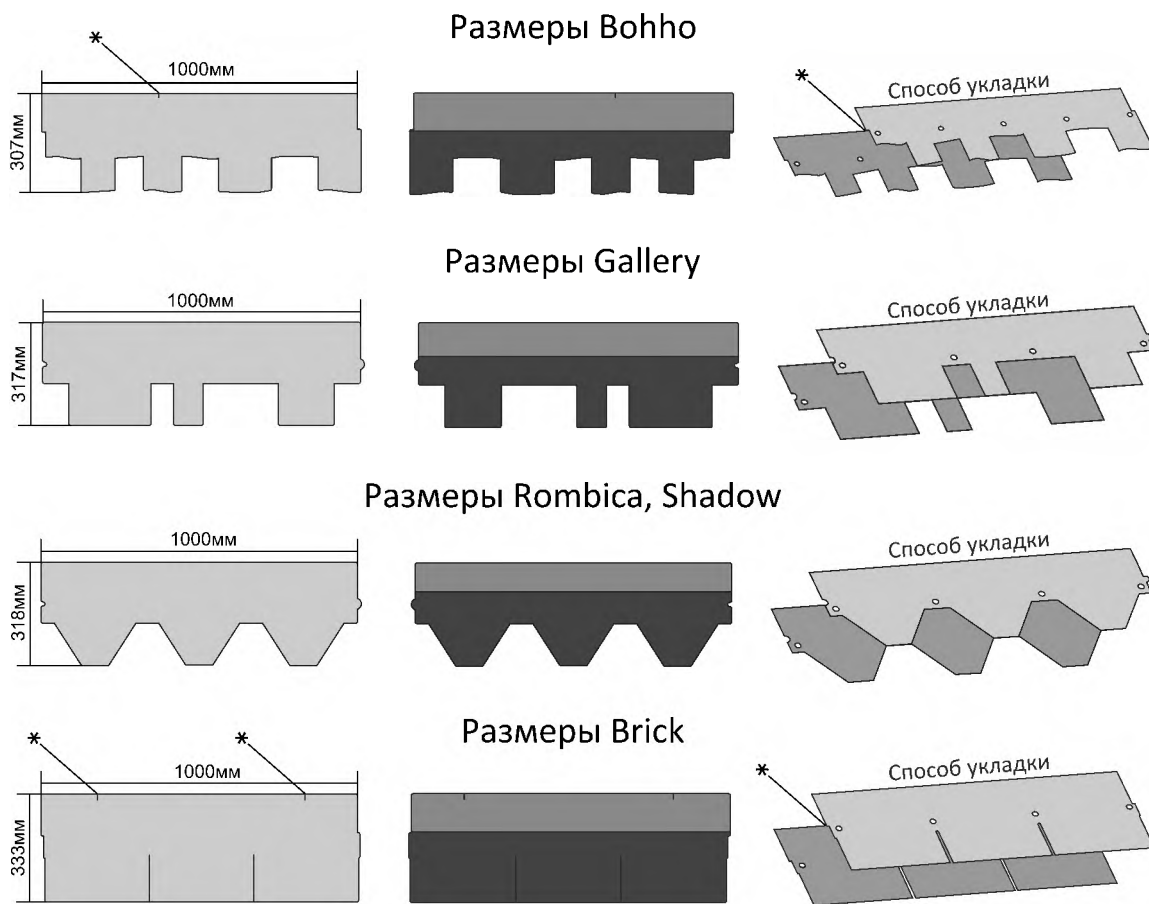 Размеры Bohho
*
1000мм
307мм
*
Способ укладки
Размеры Gallery
1000мм
317мм
Способ укладки
Размеры Rombica, Shadow
1000мм
318мм
Способ укладки
Размеры Brick
*
*
1000мм
333мм
*
Способ укладки